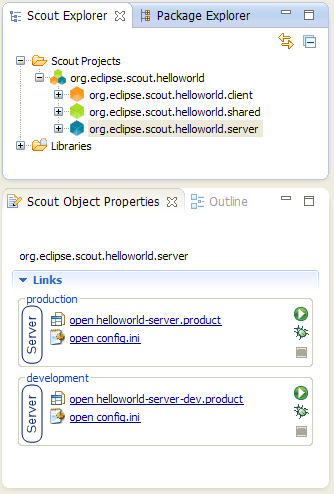 Scout Explorer Package Explorer
Scout Projects
org.eclipse.scout.helloworld
org.eclipse.scout.helloworld.client
org.eclipse.scout.helloworld.shared
org.eclipse.scout.helloworld.server
Libraries
Scout Object Properties Outline
org.eclipse.scout.helloworld.server
Links
production
Server
open helloworld-server.product
open config.ini
development
Server
open helloworld-server-dev.product
open config.ini